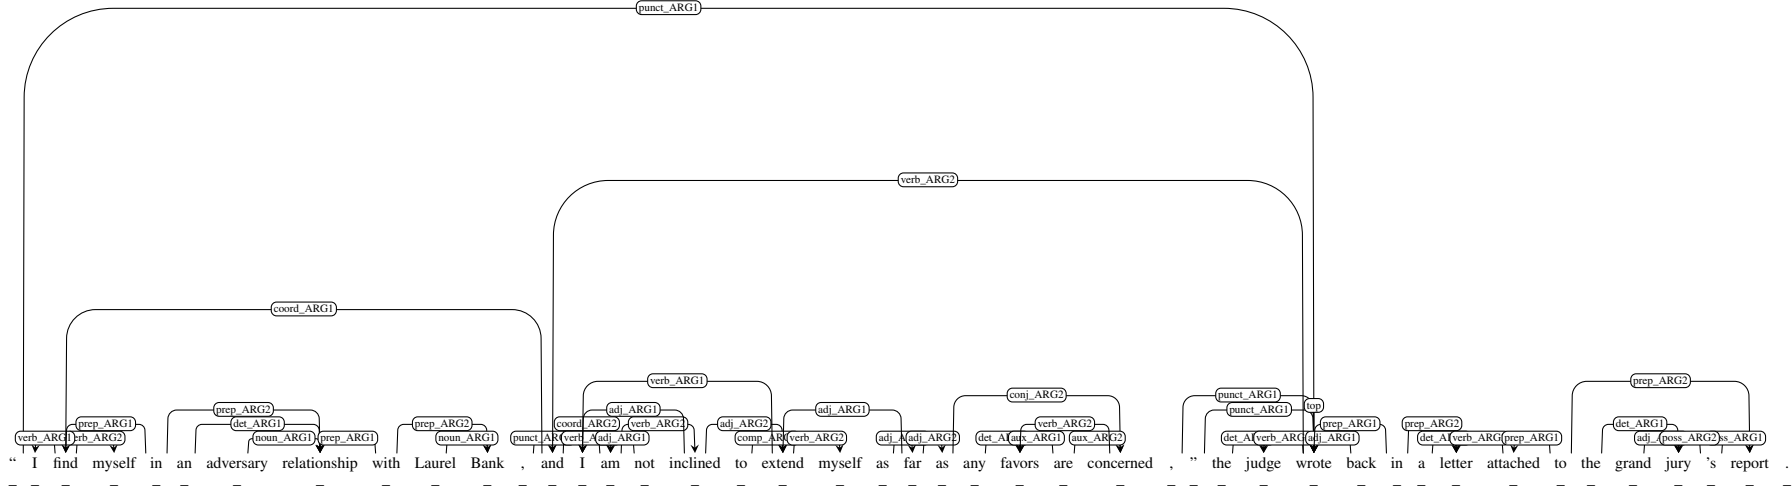 punct_ARG1
verb_ARG2
coord_ARG1
verb_ARG1 prep_ARG2
conj_ARG2 punct_ARG1
prep_ARG2 adj_ARG1 adj_ARG1 punct_ARG1 top
prep_ARG1 det_ARG1 prep_ARG2 coord_ARG2 verb_ARG2 adj_ARG2 verb_ARG2 prep_ARG1 prep_ARG2 det_ARG1
verb_ARG1 noun_ARG1 prep_ARG1 noun_ARG1 adj_ARG1 verb_ARG2 adj_ARG2 aux_ARG1 aux_ARG2 adj_ARG1 prep_ARG1 poss_ARG2
“ I find myself in an adversary relationship with Laurel Bank , and I am not inclined to extend myself as far as any favors are concerned , ” the judge wrote back in a letter attached to the grand jury 's report .